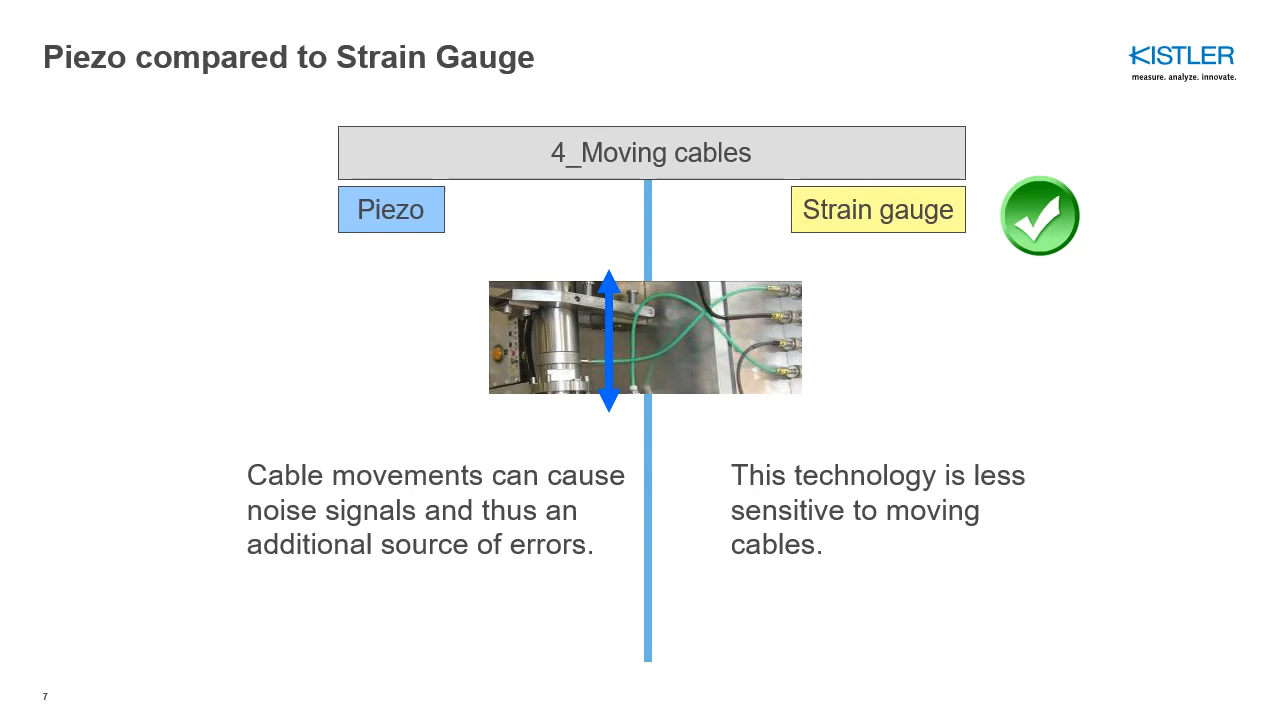 Piezo compared to Strain Gauge
KISTLER
measure. analyze. innovate.
4_Moving cables
Piezo
Strain gauge
Cable movements can cause
noise signals and thus an
additional source of errors.
This technology is less
sensitive to moving
cables.
7